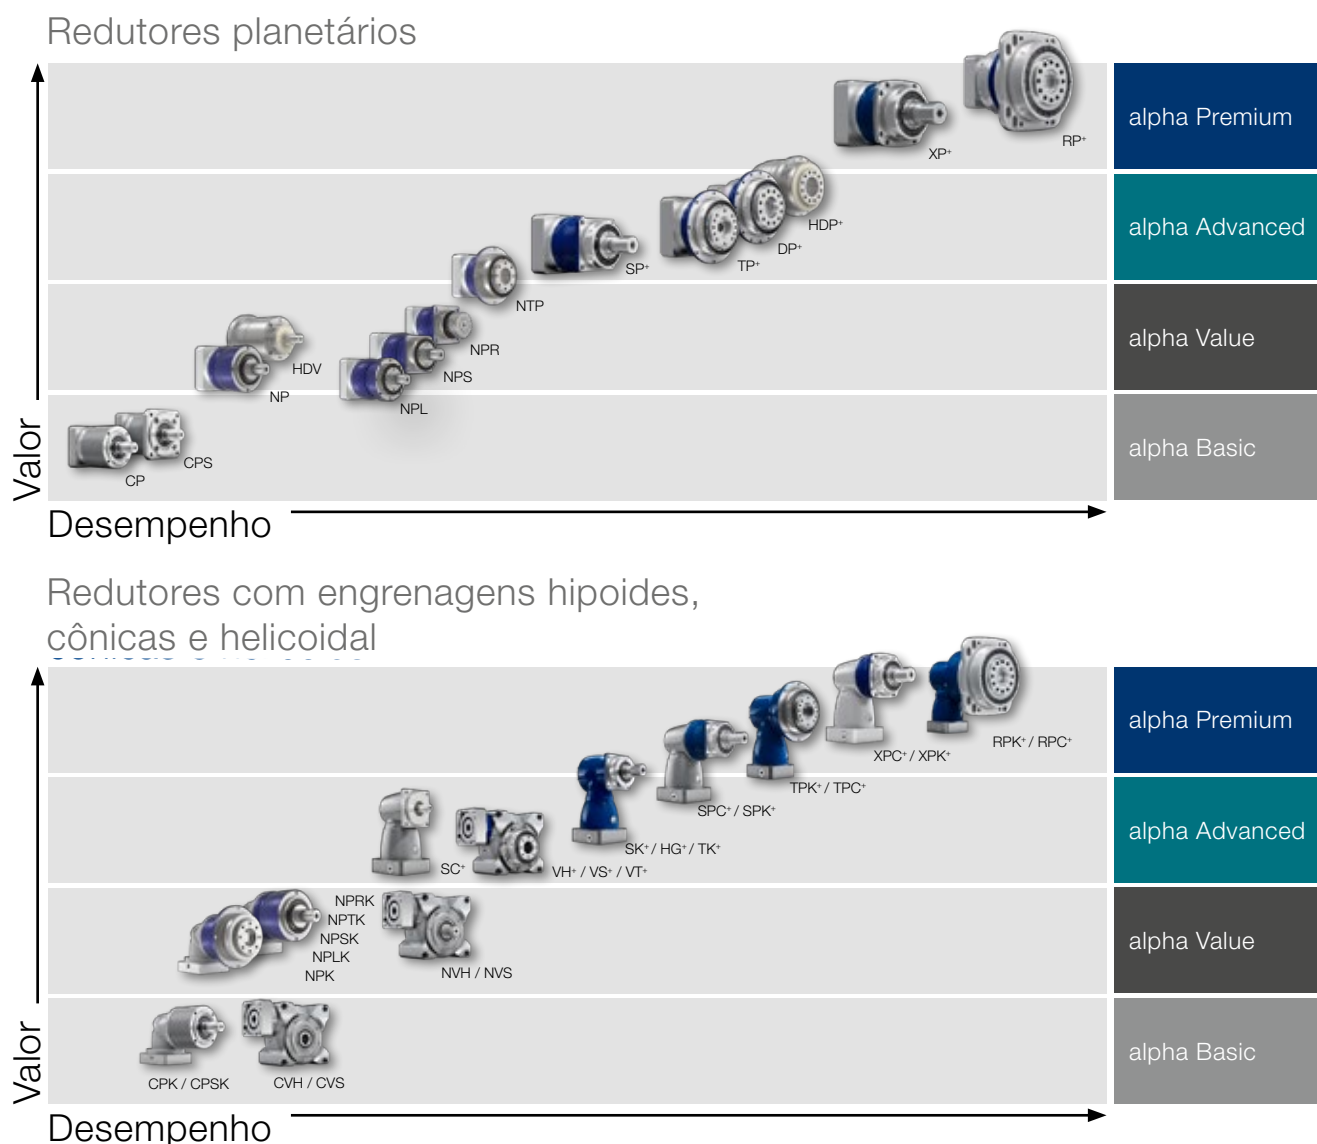 Redutores planetários
Valor
alpha Premium
XP⁺
RP⁺
alpha Advanced
SP⁺
TP⁺
DP⁺
HDP⁺
alpha Value
NP
HDV
NPL
NPS
NPR
NTP
alpha Basic
CP
CPS
Desempenho
Redutores com engrenagens hipoides,
cônicas e helicoidal
Valor
alpha Premium
TPK⁺ / TPC⁺
XPC⁺ / XPK⁺
RPK⁺ / RPC⁺
alpha Advanced
SC⁺
VH⁺ / VS⁺ / VT⁺
SK⁺ / HG⁺ / TK⁺
SPC⁺ / SPK⁺
alpha Value
NPRK
NPTK
NPSK
NPLK
NPK
NVH / NVS
alpha Basic
CPK / CPSK
CVH / CVS
Desempenho